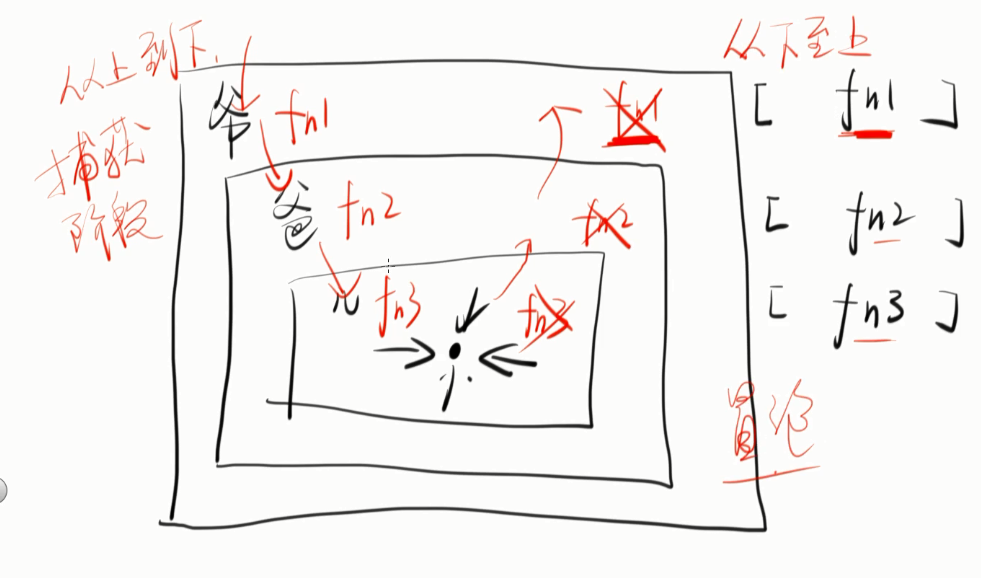 从上到下,
捕获
阶段
爷 fn1
爸 fn2
儿 fn3
fn1
fn2
fn3
从下至上
[ fn1 ]
[ fn2 ]
[ fn3 ]
冒泡